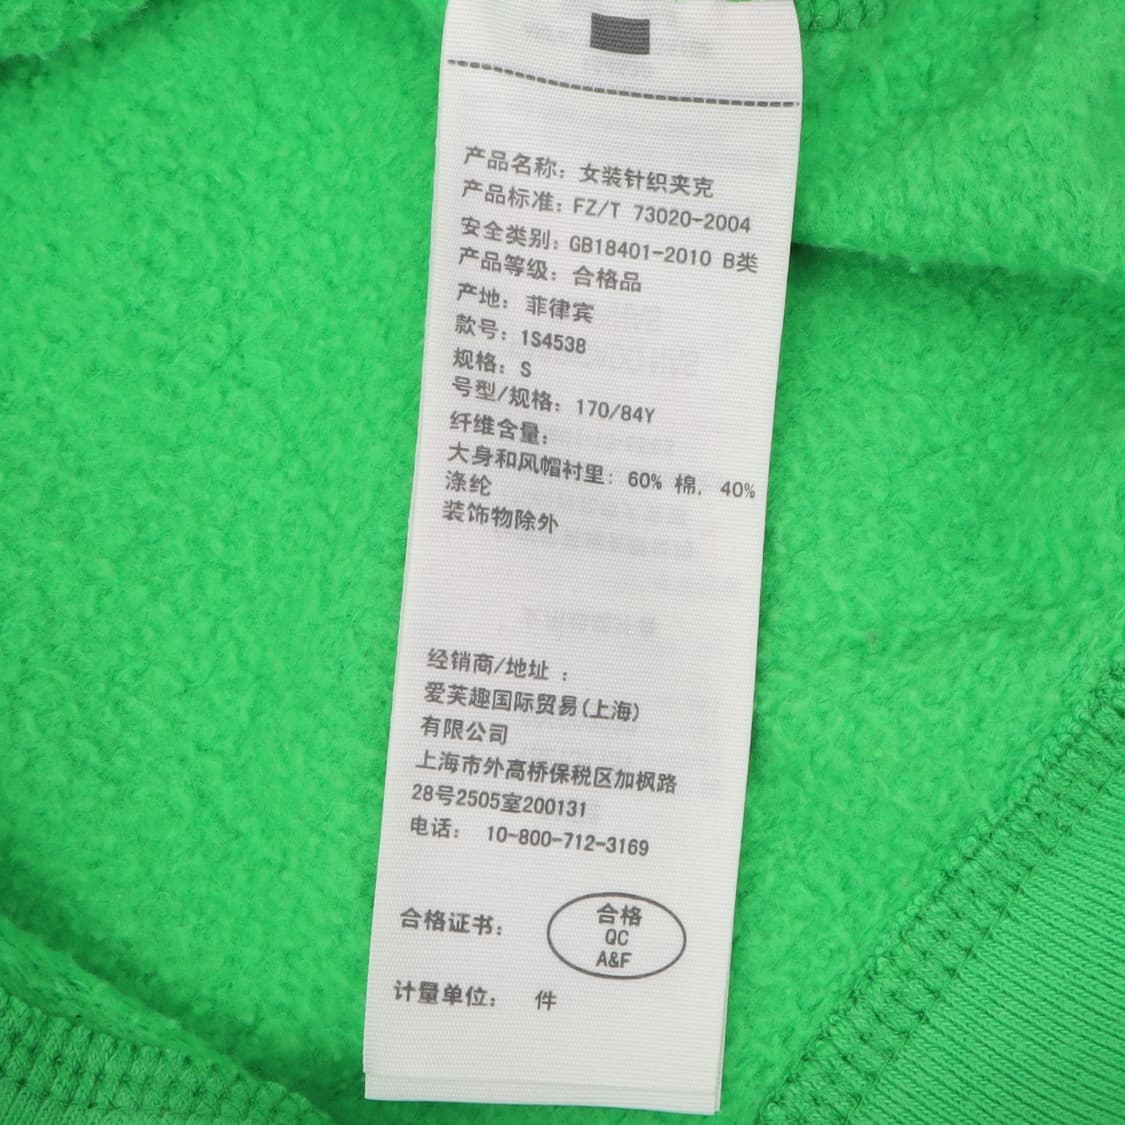 产品名称：女装针织夹克
产品标准：FZ/T 73020-2004
安全类别：GB18401-2010 B类
产品等级：合格品
产地：菲律宾
款号：1S4538
规格：S
号型/规格：170/84Y
纤维含量：
大身和风帽衬里：60% 棉, 40%
涤纶
装饰物除外
经销商/地址：
爱芙趣国际贸易(上海)
有限公司
上海市外高桥保税区加枫路
28号2505室200131
电话： 10-800-712-3169
合格证书：
合格
QC
A&F
计量单位： 件